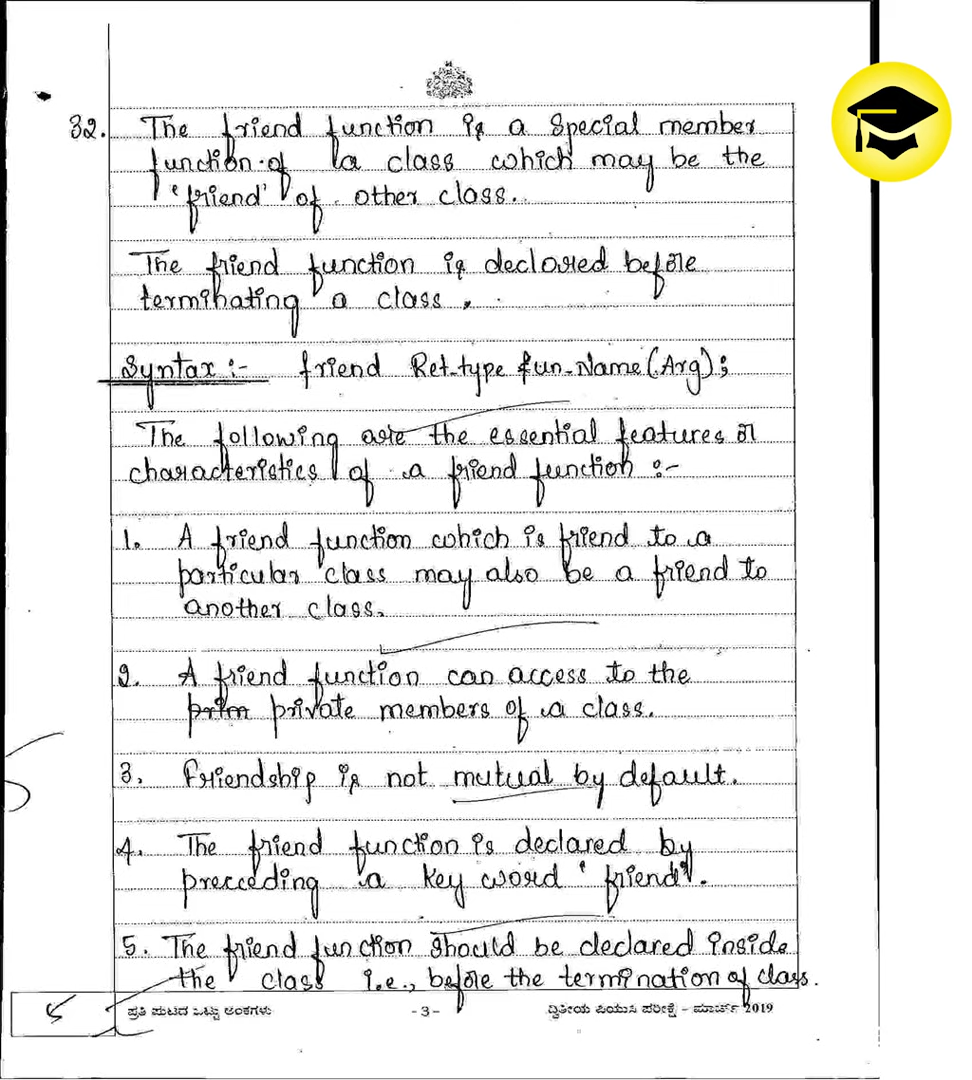 32. The friend function is a special member
function of a class which may be the
'friend' of other class.
The friend function is declared before
terminating a class.
Syntax :- friend Ret-type fun-Name(Arg);
The following are the essential features or
characteristics of a friend function :-
1. A friend function which is friend to a
particular class may also be a friend to
another class.
2. A friend function can access to the
prim private members of a class.
3. Friendship is not mutual by default.
4. The friend function is declared by
preceding a key word 'friend'.
5. The friend function should be declared inside
the class i.e., before the termination of class.
5
ಪ್ರತಿ ಪುಟದ ಒಟ್ಟು ಅಂಕಗಳು - 3 - ದ್ವಿತೀಯ ಪಿಯುಸಿ ಪರೀಕ್ಷೆ – ಮಾರ್ಚ್ 2019